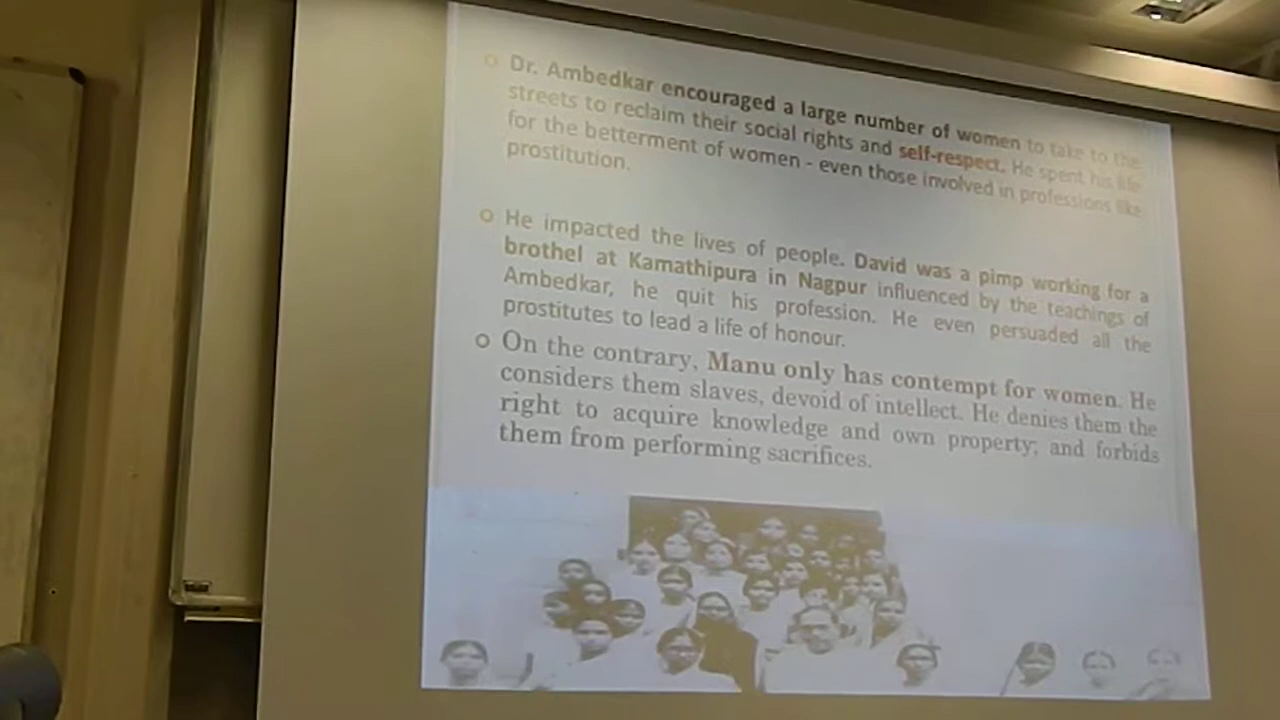 Dr. Ambedkar encouraged a large number of women to take to the
streets to reclaim their social rights and self-respect. He spent his life
for the betterment of women - even those involved in professions like
prostitution.
He impacted the lives of people. David was a pimp working for a
brothel at Kamathipura in Nagpur influenced by the teachings of
Ambedkar, he quit his profession. He even persuaded all the
prostitutes to lead a life of honour.
On the contrary, Manu only has contempt for women. He
considers them slaves, devoid of intellect. He denies them the
right to acquire knowledge and own property; and forbids
them from performing sacrifices.